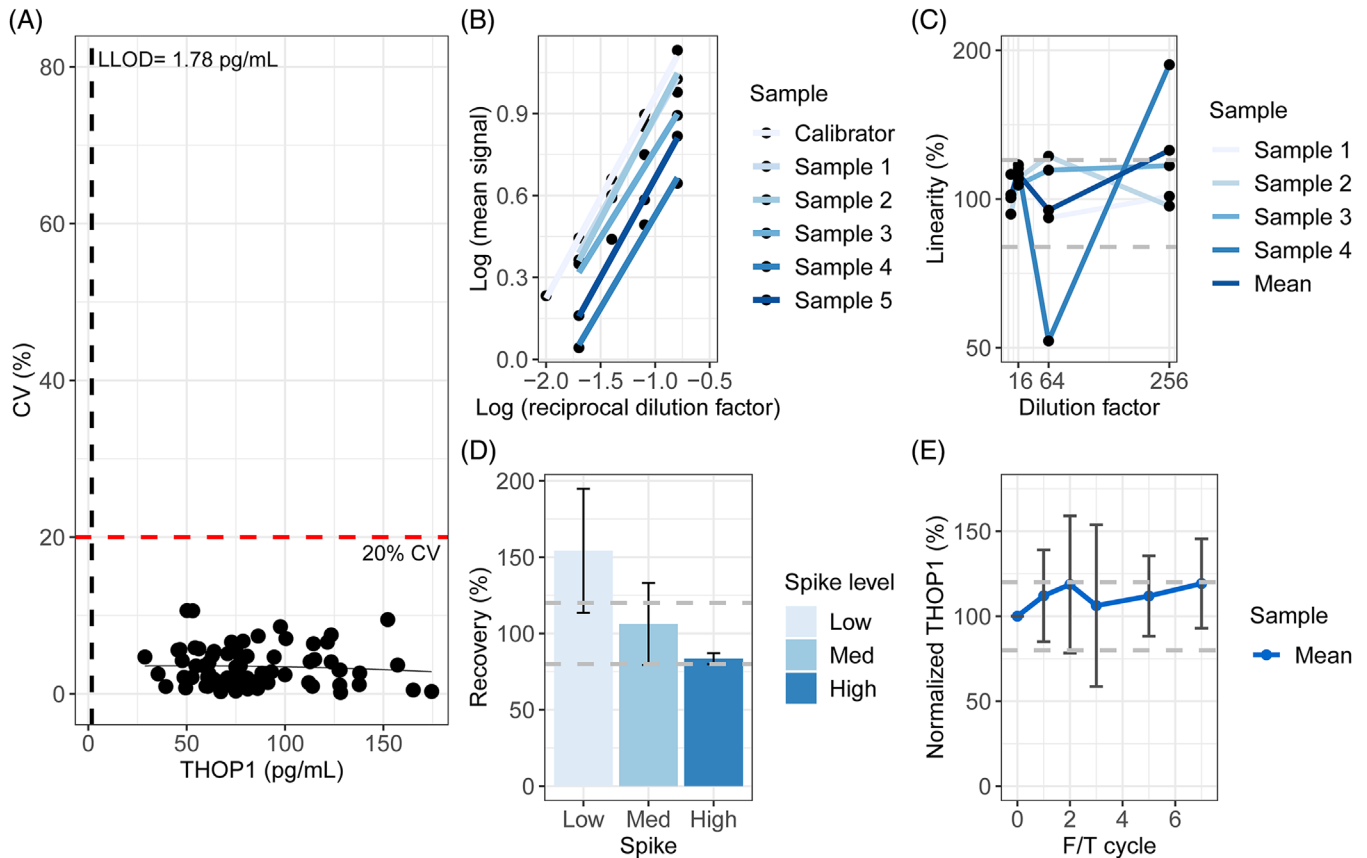 (A)
LLOD= 1.78 pg/mL
80
60
40
20
0
20% CV
CV (%)
0 50 100 150
THOP1 (pg/mL)
(B)
0.9
0.6
0.3
0.0
Log (mean signal)
−2.0 −1.5 −1.0 −0.5
Log (reciprocal dilution factor)
Sample
Calibrator
Sample 1
Sample 2
Sample 3
Sample 4
Sample 5
(C)
200
100
50
Linearity (%)
16 64 256
Dilution factor
Sample
Sample 1
Sample 2
Sample 3
Sample 4
Mean
(D)
200
150
100
50
0
Recovery (%)
Low Med High
Spike
Spike level
Low
Med
High
(E)
150
100
50
0
Normalized THOP1 (%)
0 2 4 6
F/T cycle
Sample
Mean